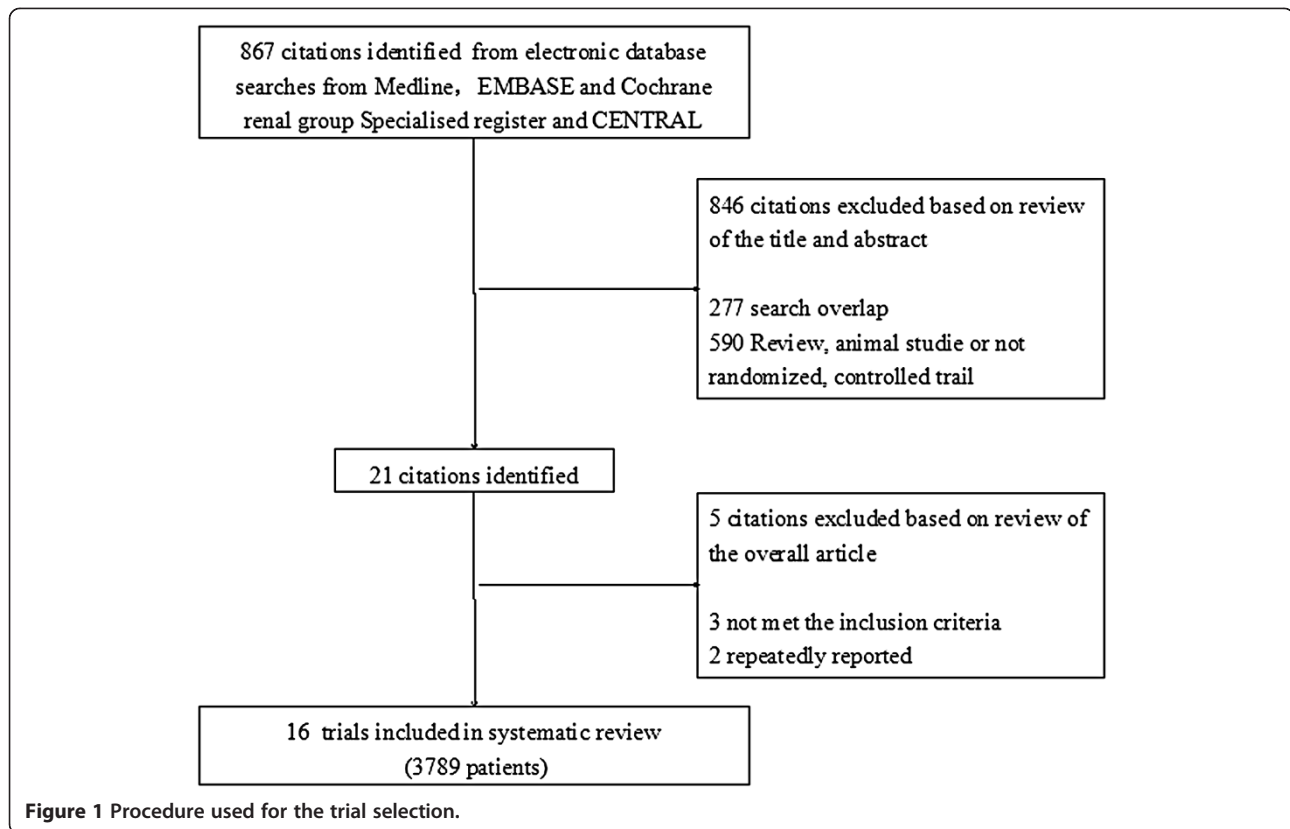 867 citations identified from electronic database
searches from Medline, EMBASE and Cochrane
renal group Specialised register and CENTRAL
846 citations excluded based on review
of the title and abstract
277 search overlap
590 Review, animal studie or not
randomized, controlled trail
21 citations identified
5 citations excluded based on review of
the overall article
3 not met the inclusion criteria
2 repeatedly reported
16 trials included in systematic review
(3789 patients)
Figure 1 Procedure used for the trial selection.